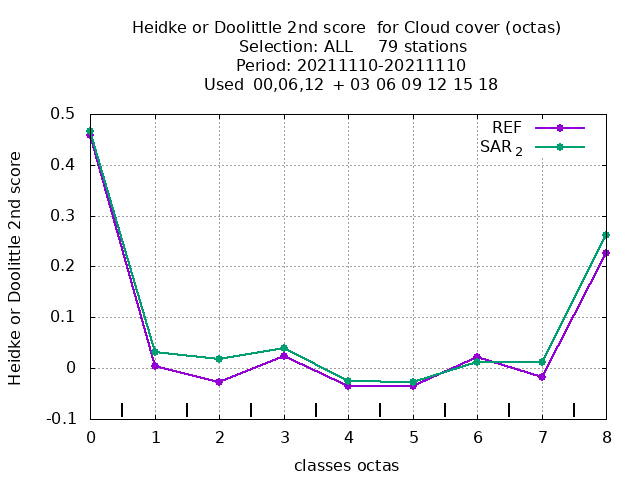 Heidke or Doolittle 2nd score  for Cloud cover (octas)
Selection: ALL     79 stations
Period: 20211110-20211110
Used  00,06,12  + 03 06 09 12 15 18
REF
SAR 2
Heidke or Doolittle 2nd score
0.5
0.4
0.3
0.2
0.1
0
-0.1
0 1 2 3 4 5 6 7 8
classes octas